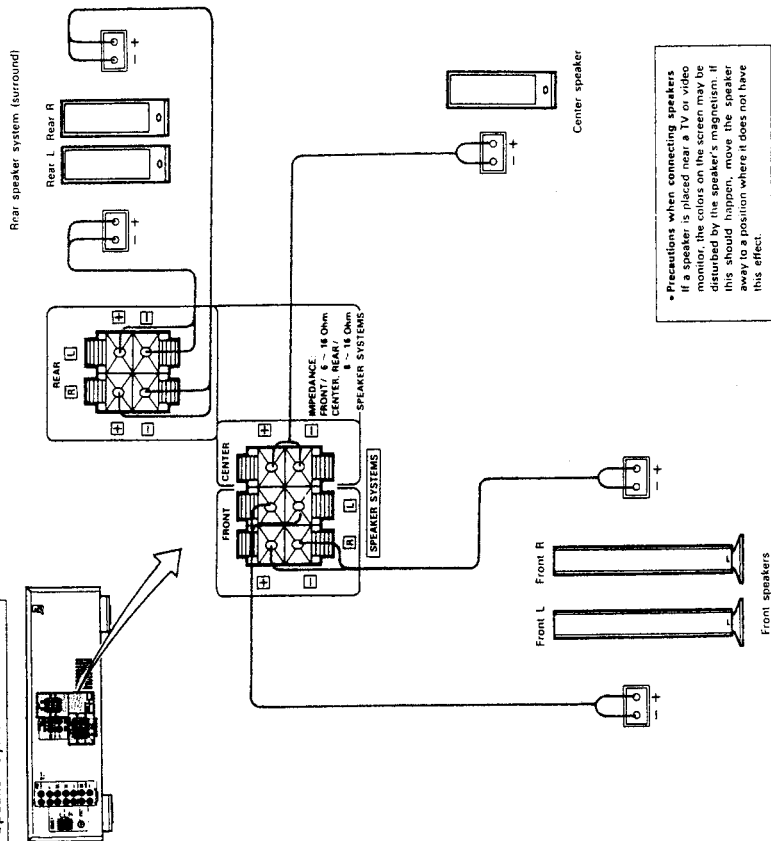 Rear speaker system (surround)
Rear L
Rear R
REAR
R
L
+
−
+
−
+
−
+
−
IMPEDANCE
FRONT / 6 ~ 16 Ohm
CENTER, REAR /
8 ~ 16 Ohm
SPEAKER SYSTEMS
Center speaker
−
+
FRONT
CENTER
+
−
+
−
R
L
SPEAKER SYSTEMS
Front L
Front R
−
+
−
+
Front speakers
• Precautions when connecting speakers
If a speaker is placed near a TV or video
monitor, the colors on the screen may be
disturbed by the speaker's magnetism. If
this should happen, move the speaker
away to a position where it does not have
this effect.